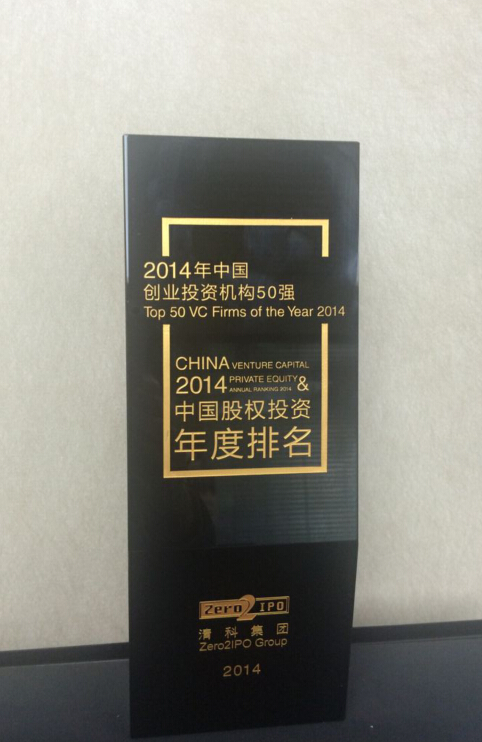 2014年中国
创业投资机构50强
Top 50 VC Firms of the Year 2014
CHINA VENTURE CAPITAL
2014 PRIVATE EQUITY &
ANNUAL RANKING 2014
中国股权投资
年度排名
Zero2IPO
清科集团
Zero2IPO Group
2014